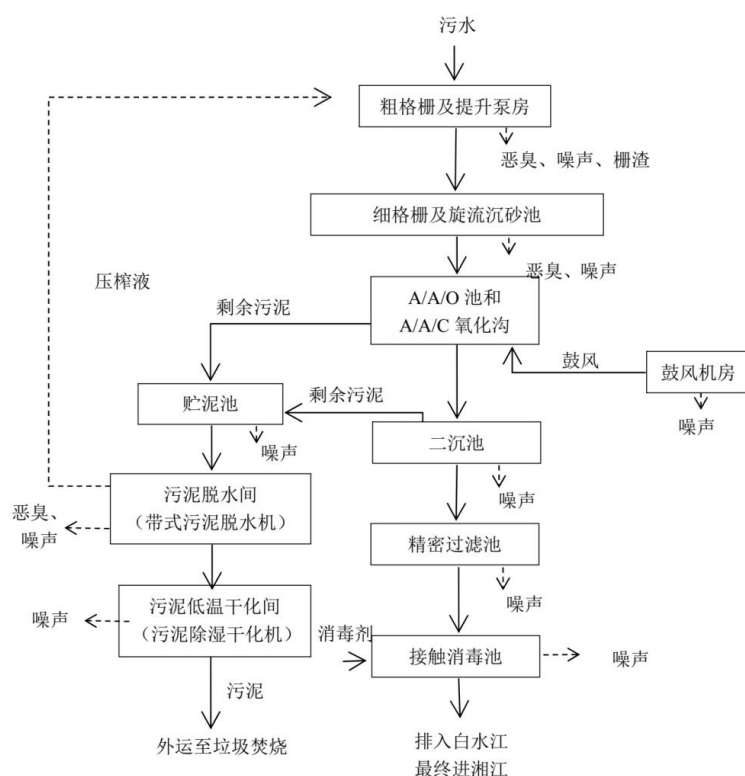 污水
粗格栅及提升泵房
恶臭、噪声、栅渣
细格栅及旋流沉砂池
恶臭、噪声
压榨液
A/A/O 池和
A/A/C 氧化沟
剩余污泥
鼓风
鼓风机房
噪声
贮泥池
剩余污泥
噪声
二沉池
噪声
污泥脱水间
（带式污泥脱水机）
恶臭、
噪声
精密过滤池
噪声
污泥低温干化间
（污泥除湿干化机）
噪声
消毒剂
接触消毒池
噪声
污泥
外运至垃圾焚烧
排入白水江
最终进湘江